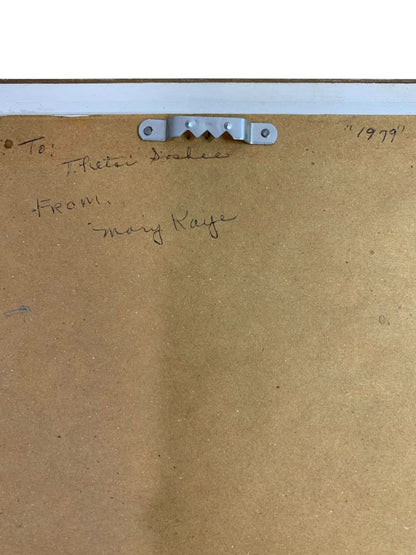 To: "1979"
From,
Mary Kaye